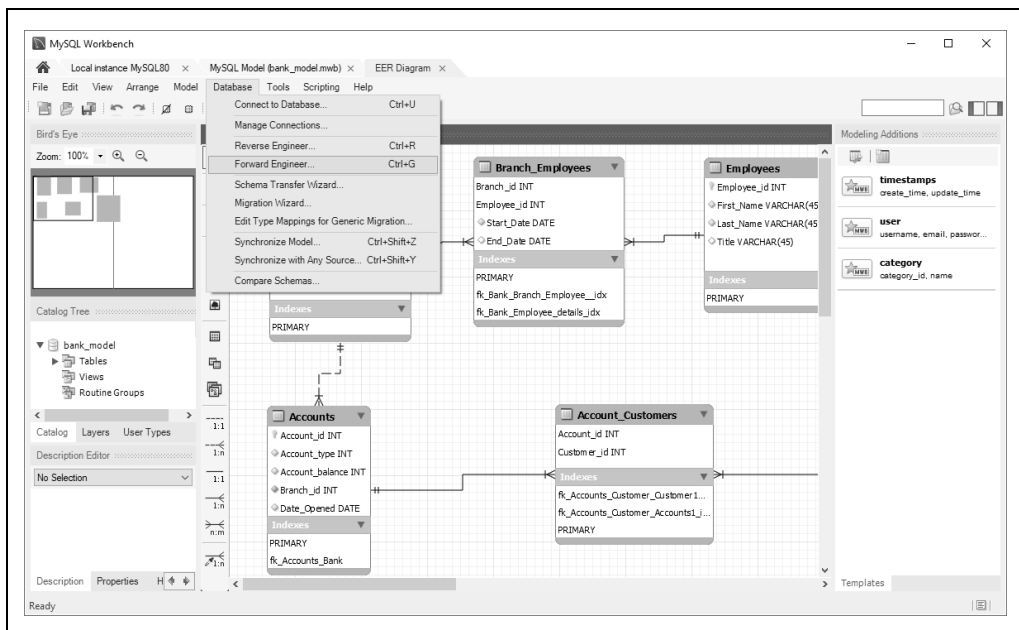 MySQL Workbench
Local instance MySQL80 ×
MySQL Model (bank_model.mwb) ×
EER Diagram ×
File Edit View Arrange Model Database Tools Scripting Help
Connect to Database... Ctrl+U
Manage Connections...
Reverse Engineer... Ctrl+R
Forward Engineer... Ctrl+G
Schema Transfer Wizard...
Migration Wizard...
Edit Type Mappings for Generic Migration...
Synchronize Model... Ctrl+Shift+Z
Synchronize with Any Source... Ctrl+Shift+Y
Compare Schemas...
Bird's Eye
Zoom: 100%
Catalog Tree
bank_model
Tables
Views
Routine Groups
Catalog Layers User Types
Description Editor
No Selection
Description Properties H
1:1
1:n
1:1
1:n
n:m
1:n
Indexes
PRIMARY
Branch_Employees
Branch_id INT
Employee_id INT
Start_Date DATE
End_Date DATE
Indexes
PRIMARY
fk_Bank_Branch_Employee__idx
fk_Bank_Employee_details_idx
Employees
Employee_id INT
First_Name VARCHAR(45
Last_Name VARCHAR(45
Title VARCHAR(45)
Indexes
PRIMARY
Accounts
Account_id INT
Account_type INT
Account_balance INT
Branch_id INT
Date_Opened DATE
Indexes
PRIMARY
fk_Accounts_Bank
Account_Customers
Account_id INT
Customer_id INT
Indexes
fk_Accounts_Customer_Customer1...
fk_Accounts_Customer_Accounts1_i...
PRIMARY
Modeling Additions
timestamps
create_time, update_time
user
username, email, passwor...
category
category_id, name
Templates
Ready